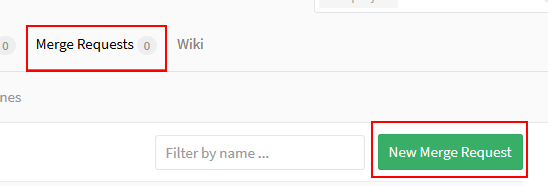 0 Merge Requests 0 Wiki
nes
Filter by name ... New Merge Request